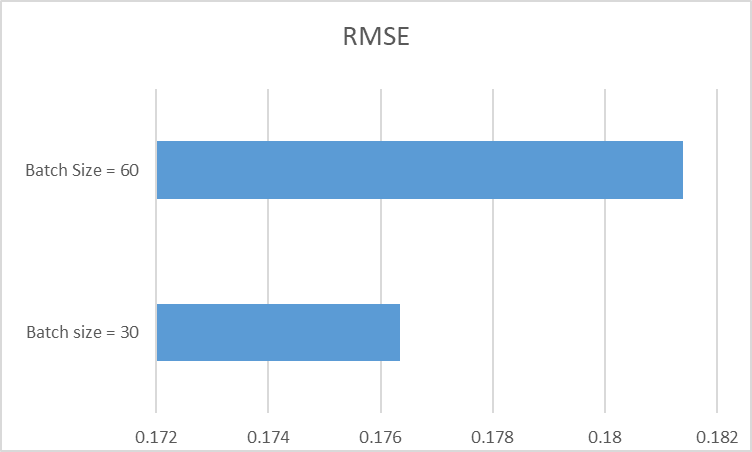 RMSE
Batch Size = 60
Batch size = 30
0.172 0.174 0.176 0.178 0.18 0.182